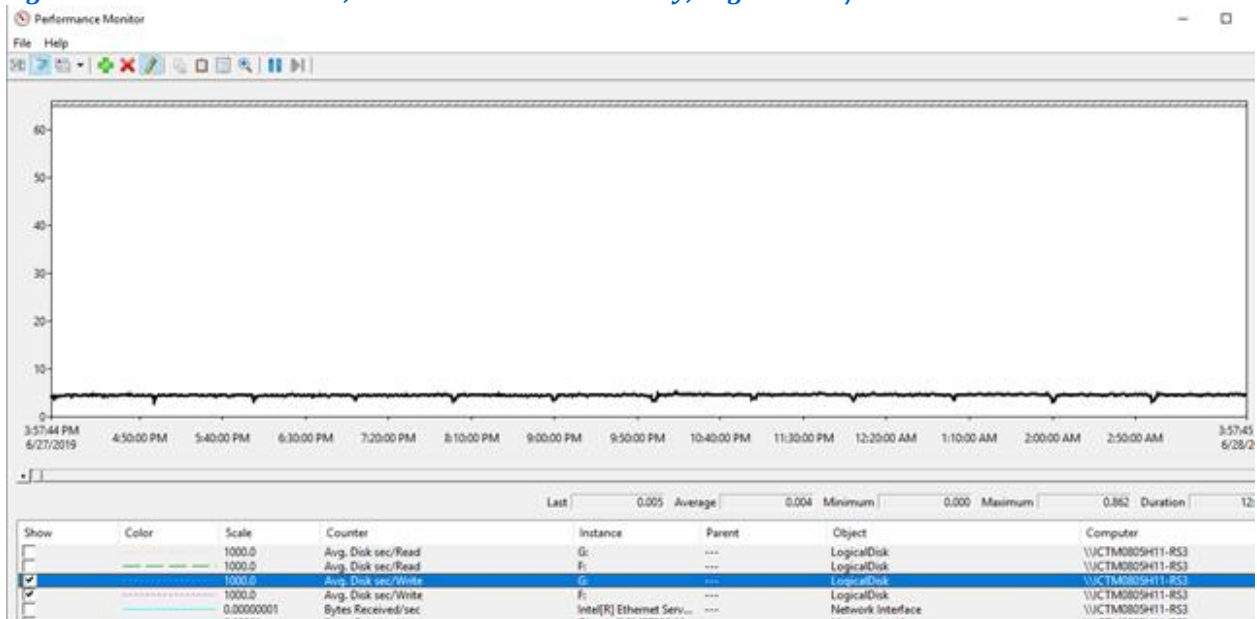 Performance Monitor
File Help
60
50
40
30
20
10
0
3:57:44 PM 4:50:00 PM 5:40:00 PM 6:30:00 PM 7:20:00 PM 8:10:00 PM 9:00:00 PM 9:50:00 PM 10:40:00 PM 11:30:00 PM 12:20:00 AM 1:10:00 AM 2:00:00 AM 2:50:00 AM 3:57:45
6/27/2019 6/28/2
Last 0.005 Average 0.004 Minimum 0.000 Maximum 0.862 Duration 12:
Show Color Scale Counter Instance Parent Object Computer
1000.0 Avg. Disk sec/Read G: --- LogicalDisk \\JCTM0805H11-RS3
1000.0 Avg. Disk sec/Read F: --- LogicalDisk \\JCTM0805H11-RS3
1000.0 Avg. Disk sec/Write G: --- LogicalDisk \\JCTM0805H11-RS3
1000.0 Avg. Disk sec/Write F: --- LogicalDisk \\JCTM0805H11-RS3
0.00000001 Bytes Received/sec Intel[R] Ethernet Serv... --- Network Interface \\JCTM0805H11-RS3